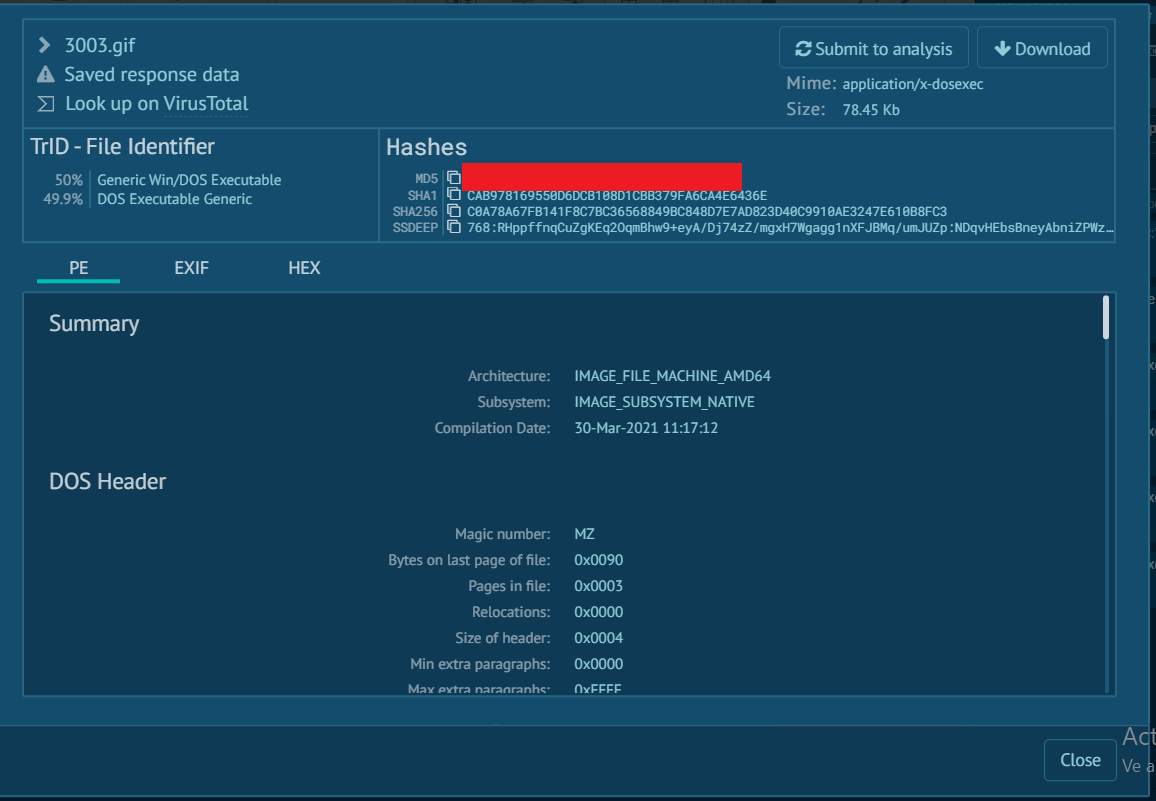 3003.gif
Submit to analysis
Download
Saved response data
Mime: application/x-dosexec
Look up on VirusTotal
Size: 78.45 Kb
TrID - File Identifier
50% Generic Win/DOS Executable
49.9% DOS Executable Generic
Hashes
MD5
SHA1 CAB978169550D6DCB108D1CBB379FA6CA4E6436E
SHA256 C0A78A67FB141F8C7BC36568849BC848D7E7AD823D40C9910AE3247E610B8FC3
SSDEEP 768:RHppffnqCuZgKEq2OqmBhw9+eyA/Dj74zZ/mgxH7Wgagg1nXFJBMq/umJUZp:NDqvHEbsBneyAbniZPWz…
PE
EXIF
HEX
Summary
Architecture: IMAGE_FILE_MACHINE_AMD64
Subsystem: IMAGE_SUBSYSTEM_NATIVE
Compilation Date: 30-Mar-2021 11:17:12
DOS Header
Magic number: MZ
Bytes on last page of file: 0x0090
Pages in file: 0x0003
Relocations: 0x0000
Size of header: 0x0004
Min extra paragraphs: 0x0000
Max extra paragraphs: 0xFFFF
Act
Close
Ve a